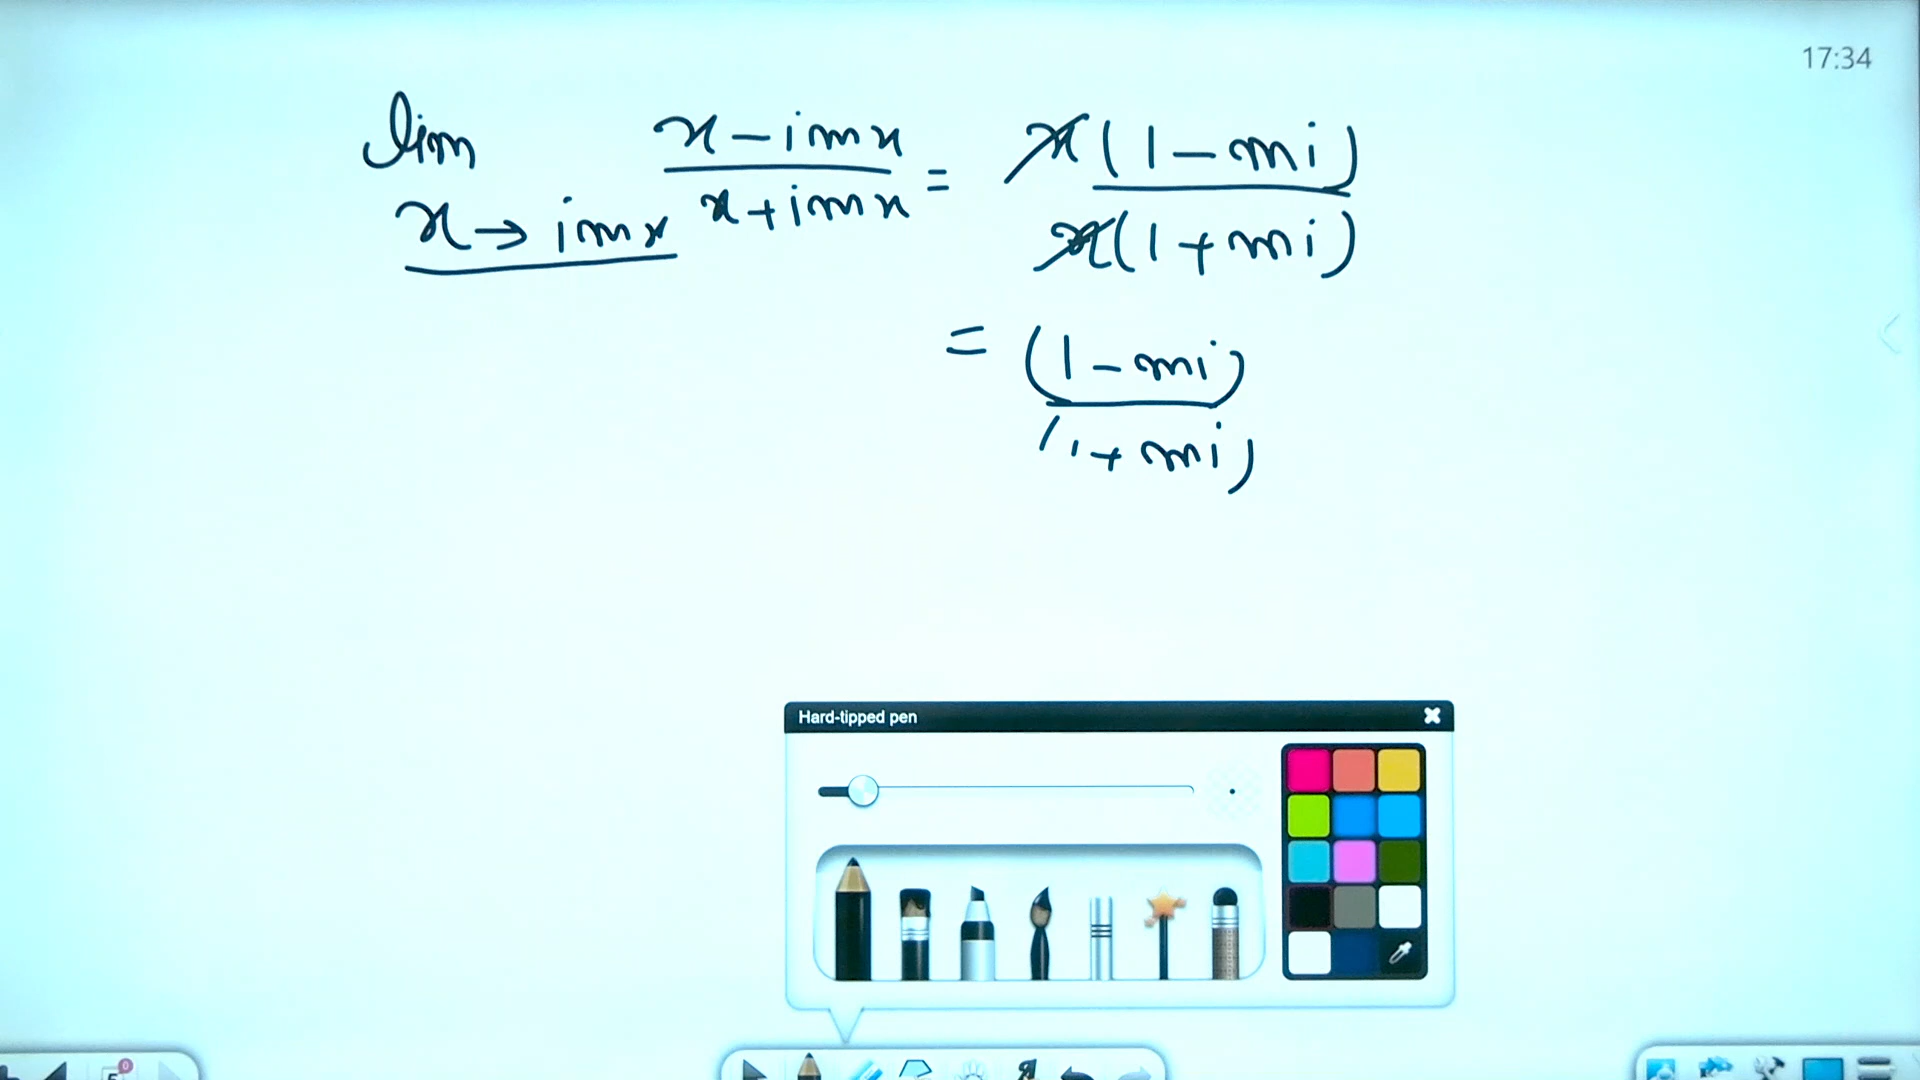 17:34
lim x - imx / x + imx = x(1 - mi) / x(1 + mi)
x → imx
= (1 - mi) / (1 + mi)
Hard-tipped pen